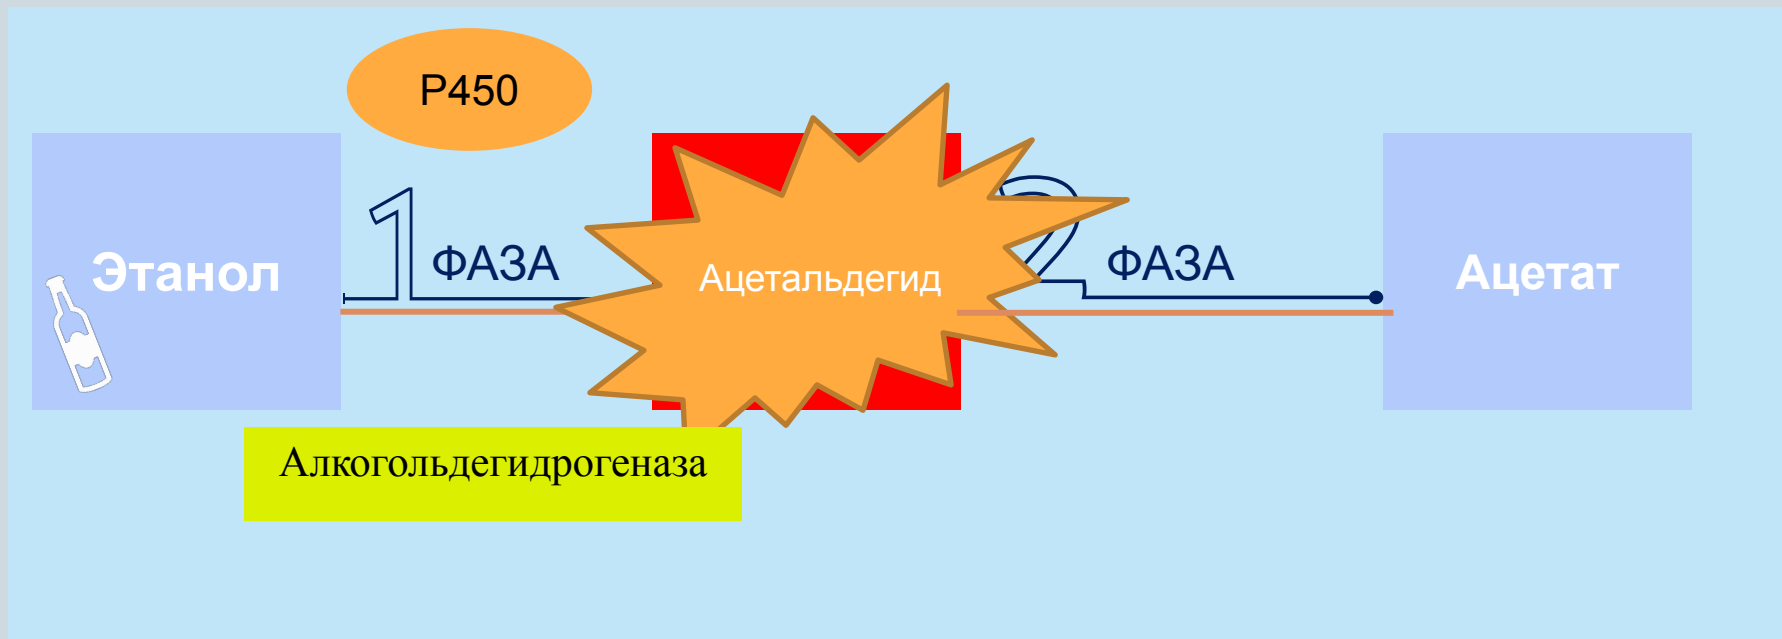 P450
Этанол
1 ФАЗА
Ацетальдегид
2 ФАЗА
Ацетат
Алкогольдегидрогеназа